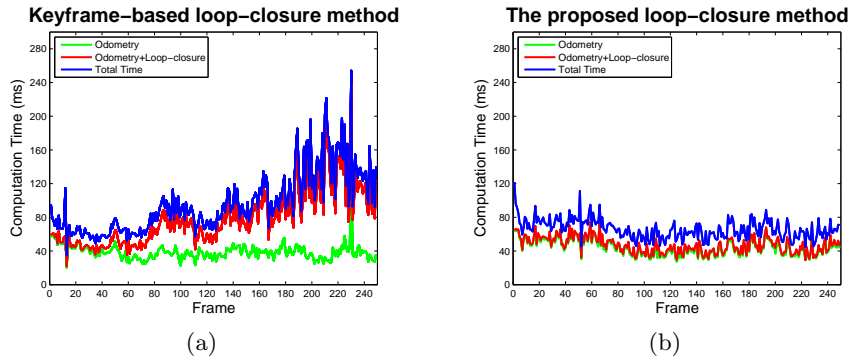 Keyframe−based loop−closure method
Computation Time (ms)
280
240
200
160
120
80
40
0
Odometry
Odometry+Loop−closure
Total Time
0 20 40 60 80 100 120 140 160 180 200 220 240
Frame
(a)
The proposed loop−closure method
Computation Time (ms)
280
240
200
160
120
80
40
0
Odometry
Odometry+Loop−closure
Total Time
0 20 40 60 80 100 120 140 160 180 200 220 240
Frame
(b)